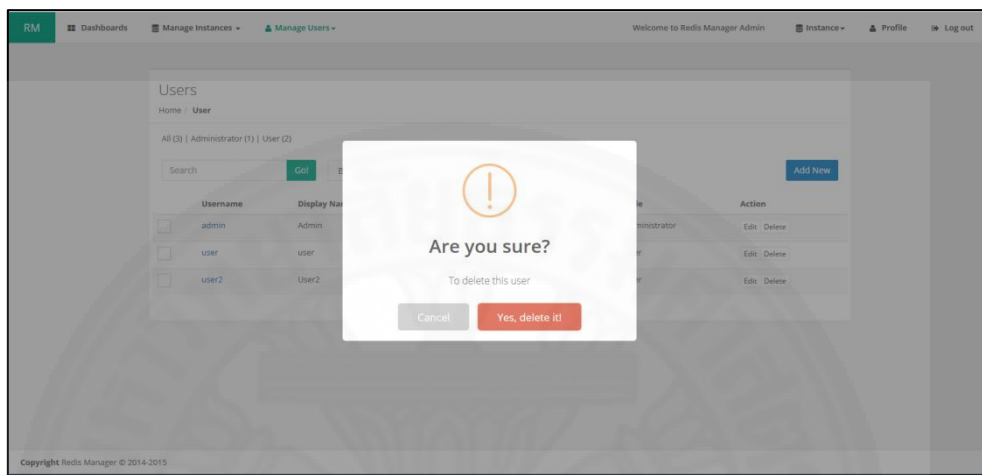 RM Dashboards Manage Instances Manage Users Welcome to Redis Manager Admin Instance Profile Log out
Users
Home / User
All (3) | Administrator (1) | User (2)
Search Go! Add New
Username Display Action
admin Admin Edit Delete
user user Edit Delete
user2 User2 Edit Delete
Are you sure?
To delete this user
Cancel Yes, delete it!
Copyright Redis Manager © 2014-2015